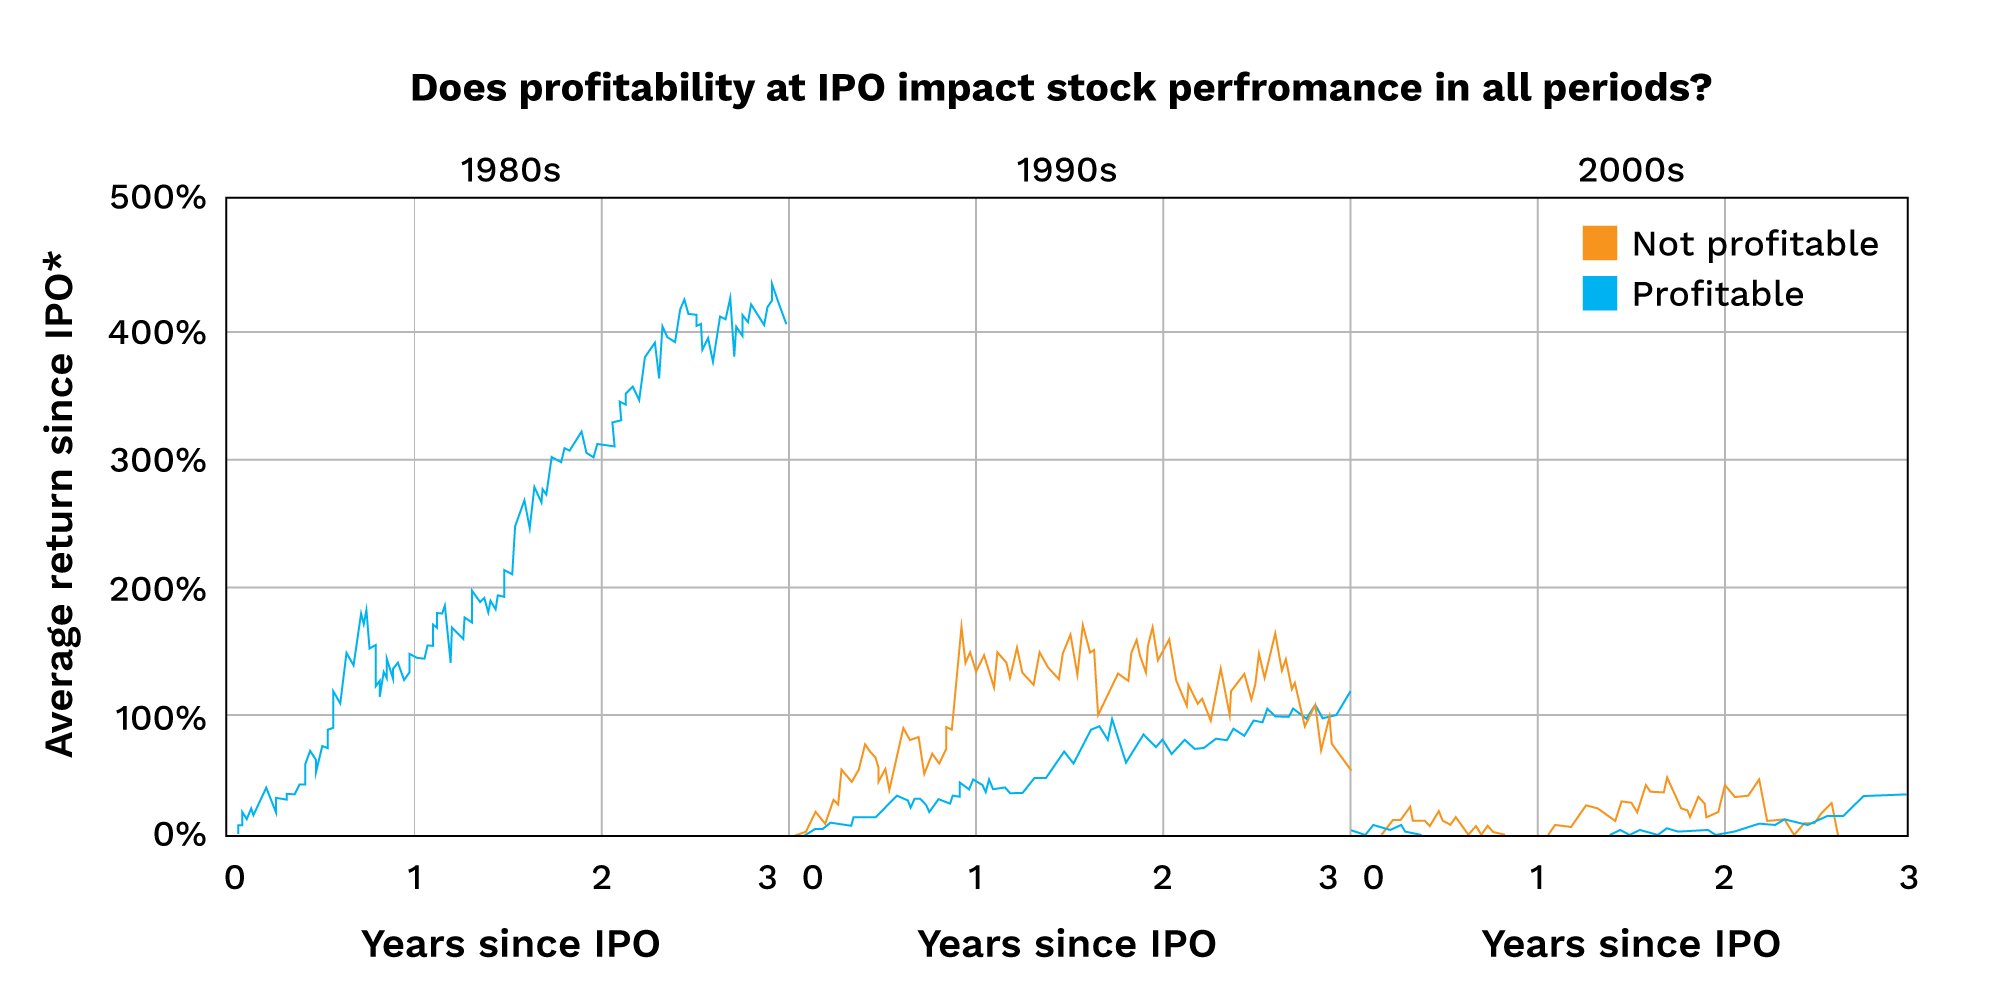 Does profitability at IPO impact stock perfromance in all periods?
1980s 1990s 2000s
500%
400%
300%
200%
100%
0%
Average return since IPO*
Not profitable
Profitable
0 1 2 3 0 1 2 3 0 1 2 3
Years since IPO Years since IPO Years since IPO